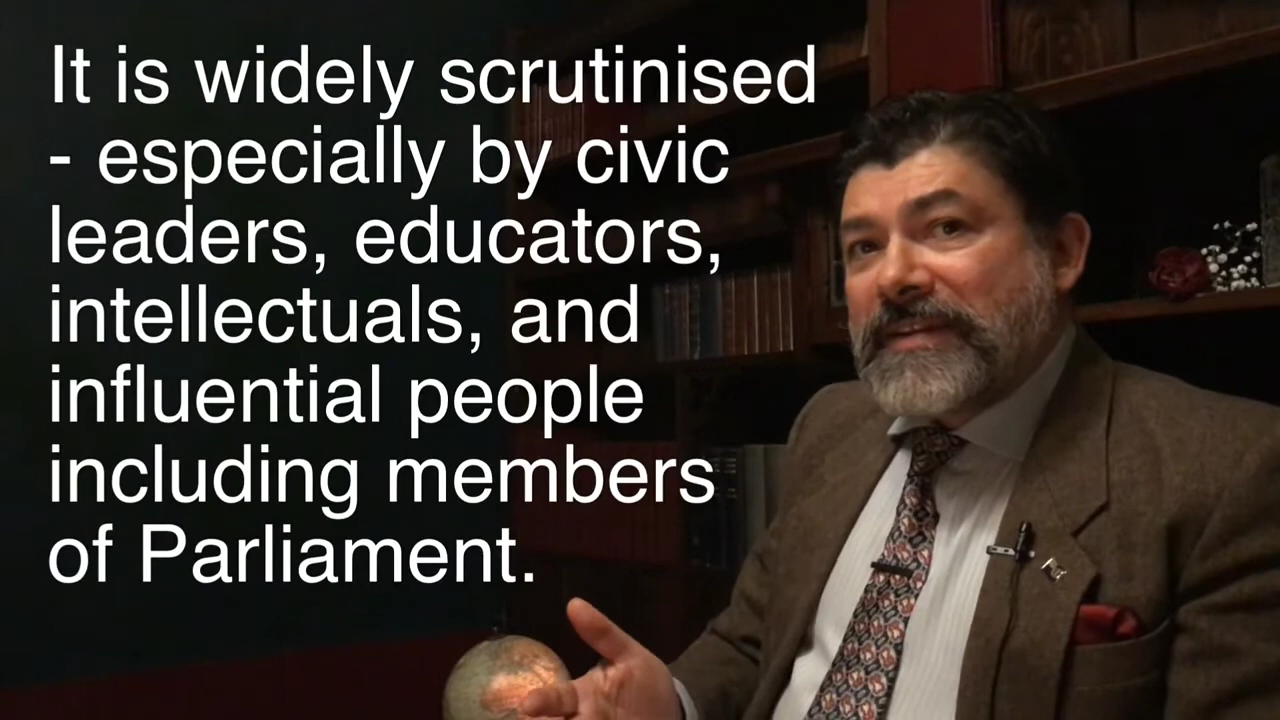 It is widely scrutinised
- especially by civic
leaders, educators,
intellectuals, and
influential people
including members
of Parliament.